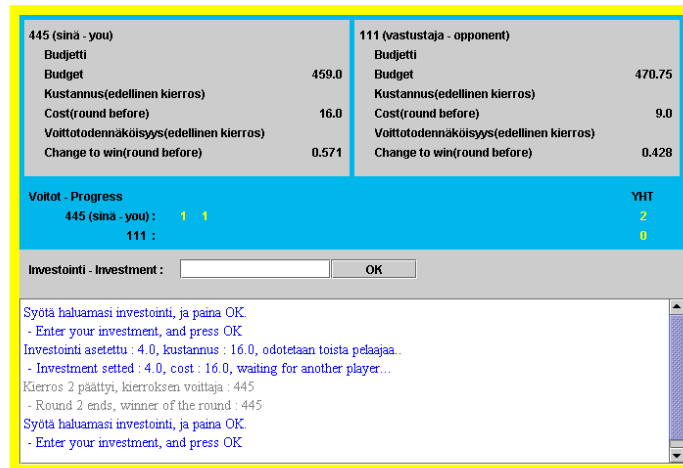 445 (sinä - you)
Budjetti
Budget 459.0
Kustannus(edellinen kierros)
Cost(round before) 16.0
Voittotodennäköisyys(edellinen kierros)
Change to win(round before) 0.571
111 (vastustaja - opponent)
Budjetti
Budget 470.75
Kustannus(edellinen kierros)
Cost(round before) 9.0
Voittotodennäköisyys(edellinen kierros)
Change to win(round before) 0.428
Voitot - Progress YHT
445 (sinä - you) : 1 1 2
111 : 0
Investointi - Investment : OK
Syötä haluamasi investointi, ja paina OK.
- Enter your investment, and press OK
Investointi asetettu : 4.0, kustannus : 16.0, odotetaan toista pelaajaa..
- Investment setted : 4.0, cost : 16.0, waiting for another player...
Kierros 2 päättyi, kierroksen voittaja : 445
- Round 2 ends, winner of the round : 445
Syötä haluamasi investointi, ja paina OK.
- Enter your investment, and press OK